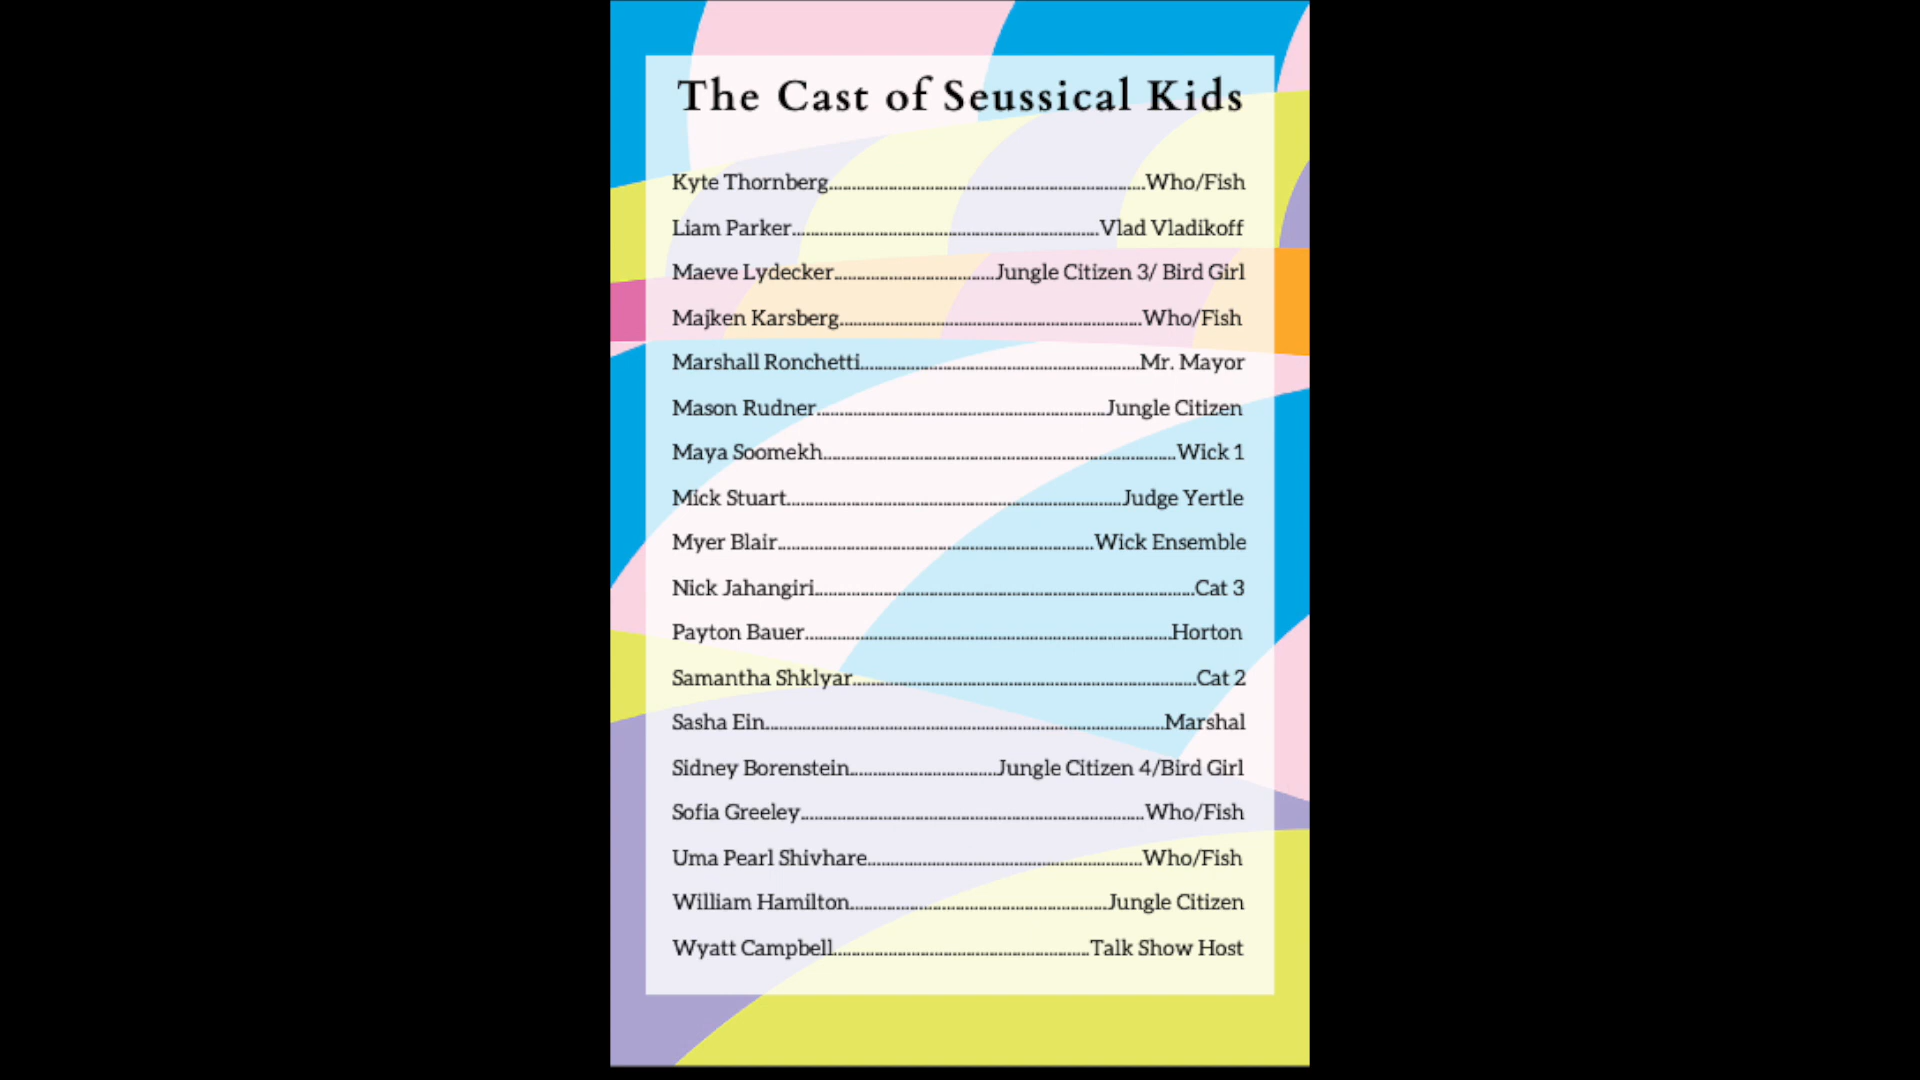 The Cast of Seussical Kids
Kyte Thornberg........................Who/Fish
Liam Parker........................Vlad Vladikoff
Maeve Lydecker........................Jungle Citizen 3/ Bird Girl
Majken Karsberg........................Who/Fish
Marshall Ronchetti........................Mr. Mayor
Mason Rudner........................Jungle Citizen
Maya Soomekh........................Wick 1
Mick Stuart........................Judge Yertle
Myer Blair........................Wick Ensemble
Nick Jahangiri........................Cat 3
Payton Bauer........................Horton
Samantha Shklyar........................Cat 2
Sasha Ein........................Marshal
Sidney Borenstein........................Jungle Citizen 4/Bird Girl
Sofia Greeley........................Who/Fish
Uma Pearl Shivhare........................Who/Fish
William Hamilton........................Jungle Citizen
Wyatt Campbell........................Talk Show Host